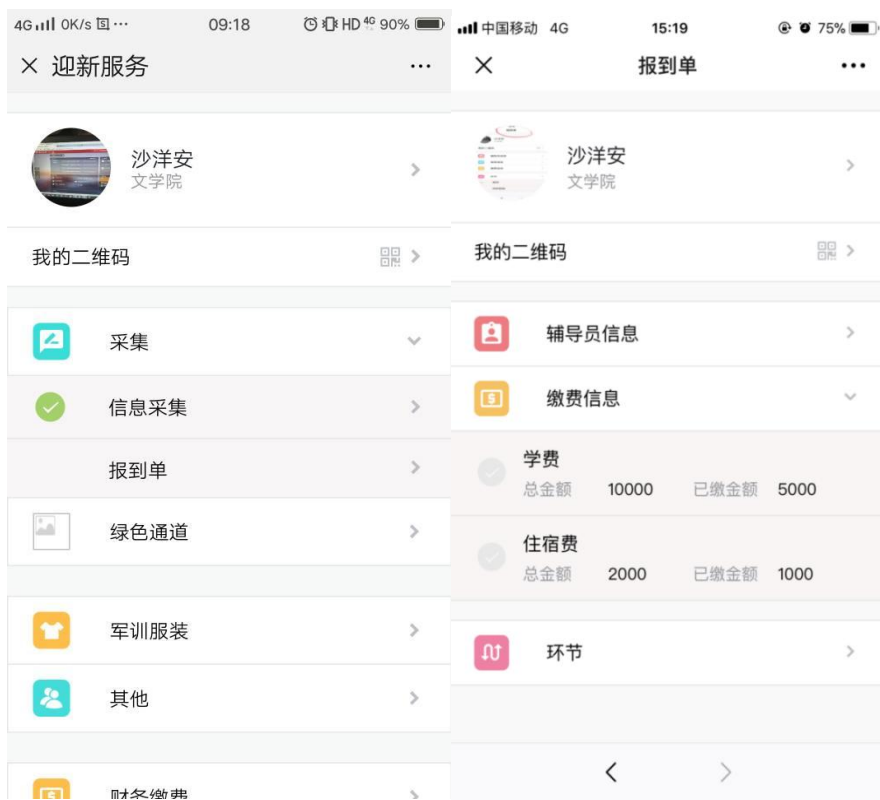 4G 0K/s 09:18 HD 4G 90%
迎新服务
沙洋安
文学院
我的二维码
采集
信息采集
报到单
绿色通道
军训服装
其他
财务缴费
中国移动 4G 15:19 75%
报到单
沙洋安
文学院
我的二维码
辅导员信息
缴费信息
学费
总金额 10000 已缴金额 5000
住宿费
总金额 2000 已缴金额 1000
环节